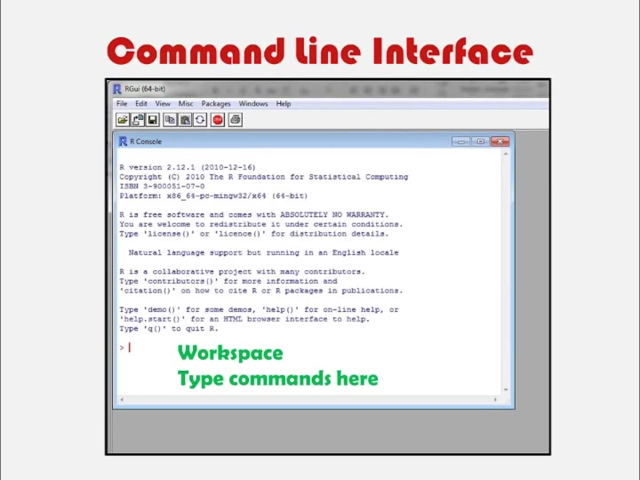 Command Line Interface
RGui (64-bit)
File Edit View Misc Packages Windows Help
STOP
R Console
R version 2.12.1 (2010-12-16)
Copyright (C) 2010 The R Foundation for Statistical Computing
ISBN 3-900051-07-0
Platform: x86_64-pc-mingw32/x64 (64-bit)
R is free software and comes with ABSOLUTELY NO WARRANTY.
You are welcome to redistribute it under certain conditions.
Type 'license()' or 'licence()' for distribution details.
Natural language support but running in an English locale
R is a collaborative project with many contributors.
Type 'contributors()' for more information and
'citation()' on how to cite R or R packages in publications.
Type 'demo()' for some demos, 'help()' for on-line help, or
'help.start()' for an HTML browser interface to help.
Type 'q()' to quit R.
>
Workspace
Type commands here